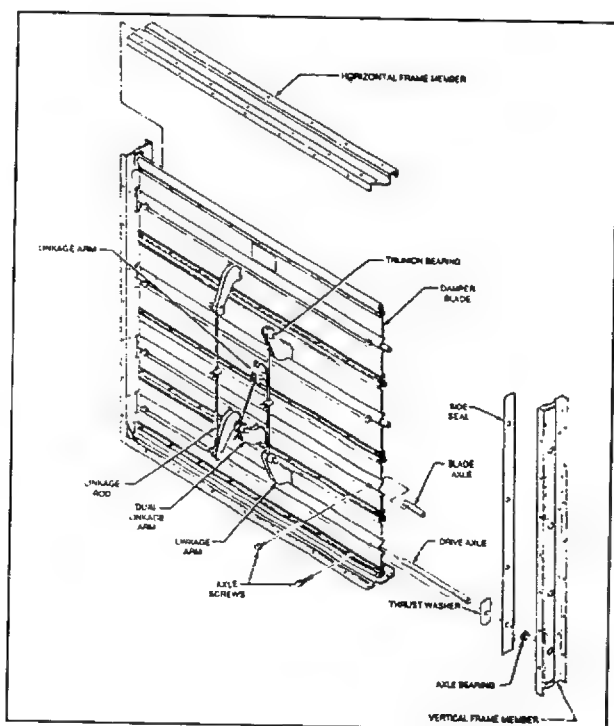 HORIZONTAL FRAME MEMBER
LINKAGE ARM
TRUNION BEARING
DAMPER
BLADE
SIDE
SEAL
LINKAGE
ROD
DUAL
LINKAGE
ARM
LINKAGE
ARM
BLADE
AXLE
DRIVE AXLE
AXLE
SCREWS
THRUST WASHER
AXLE BEARING
VERTICAL FRAME MEMBER